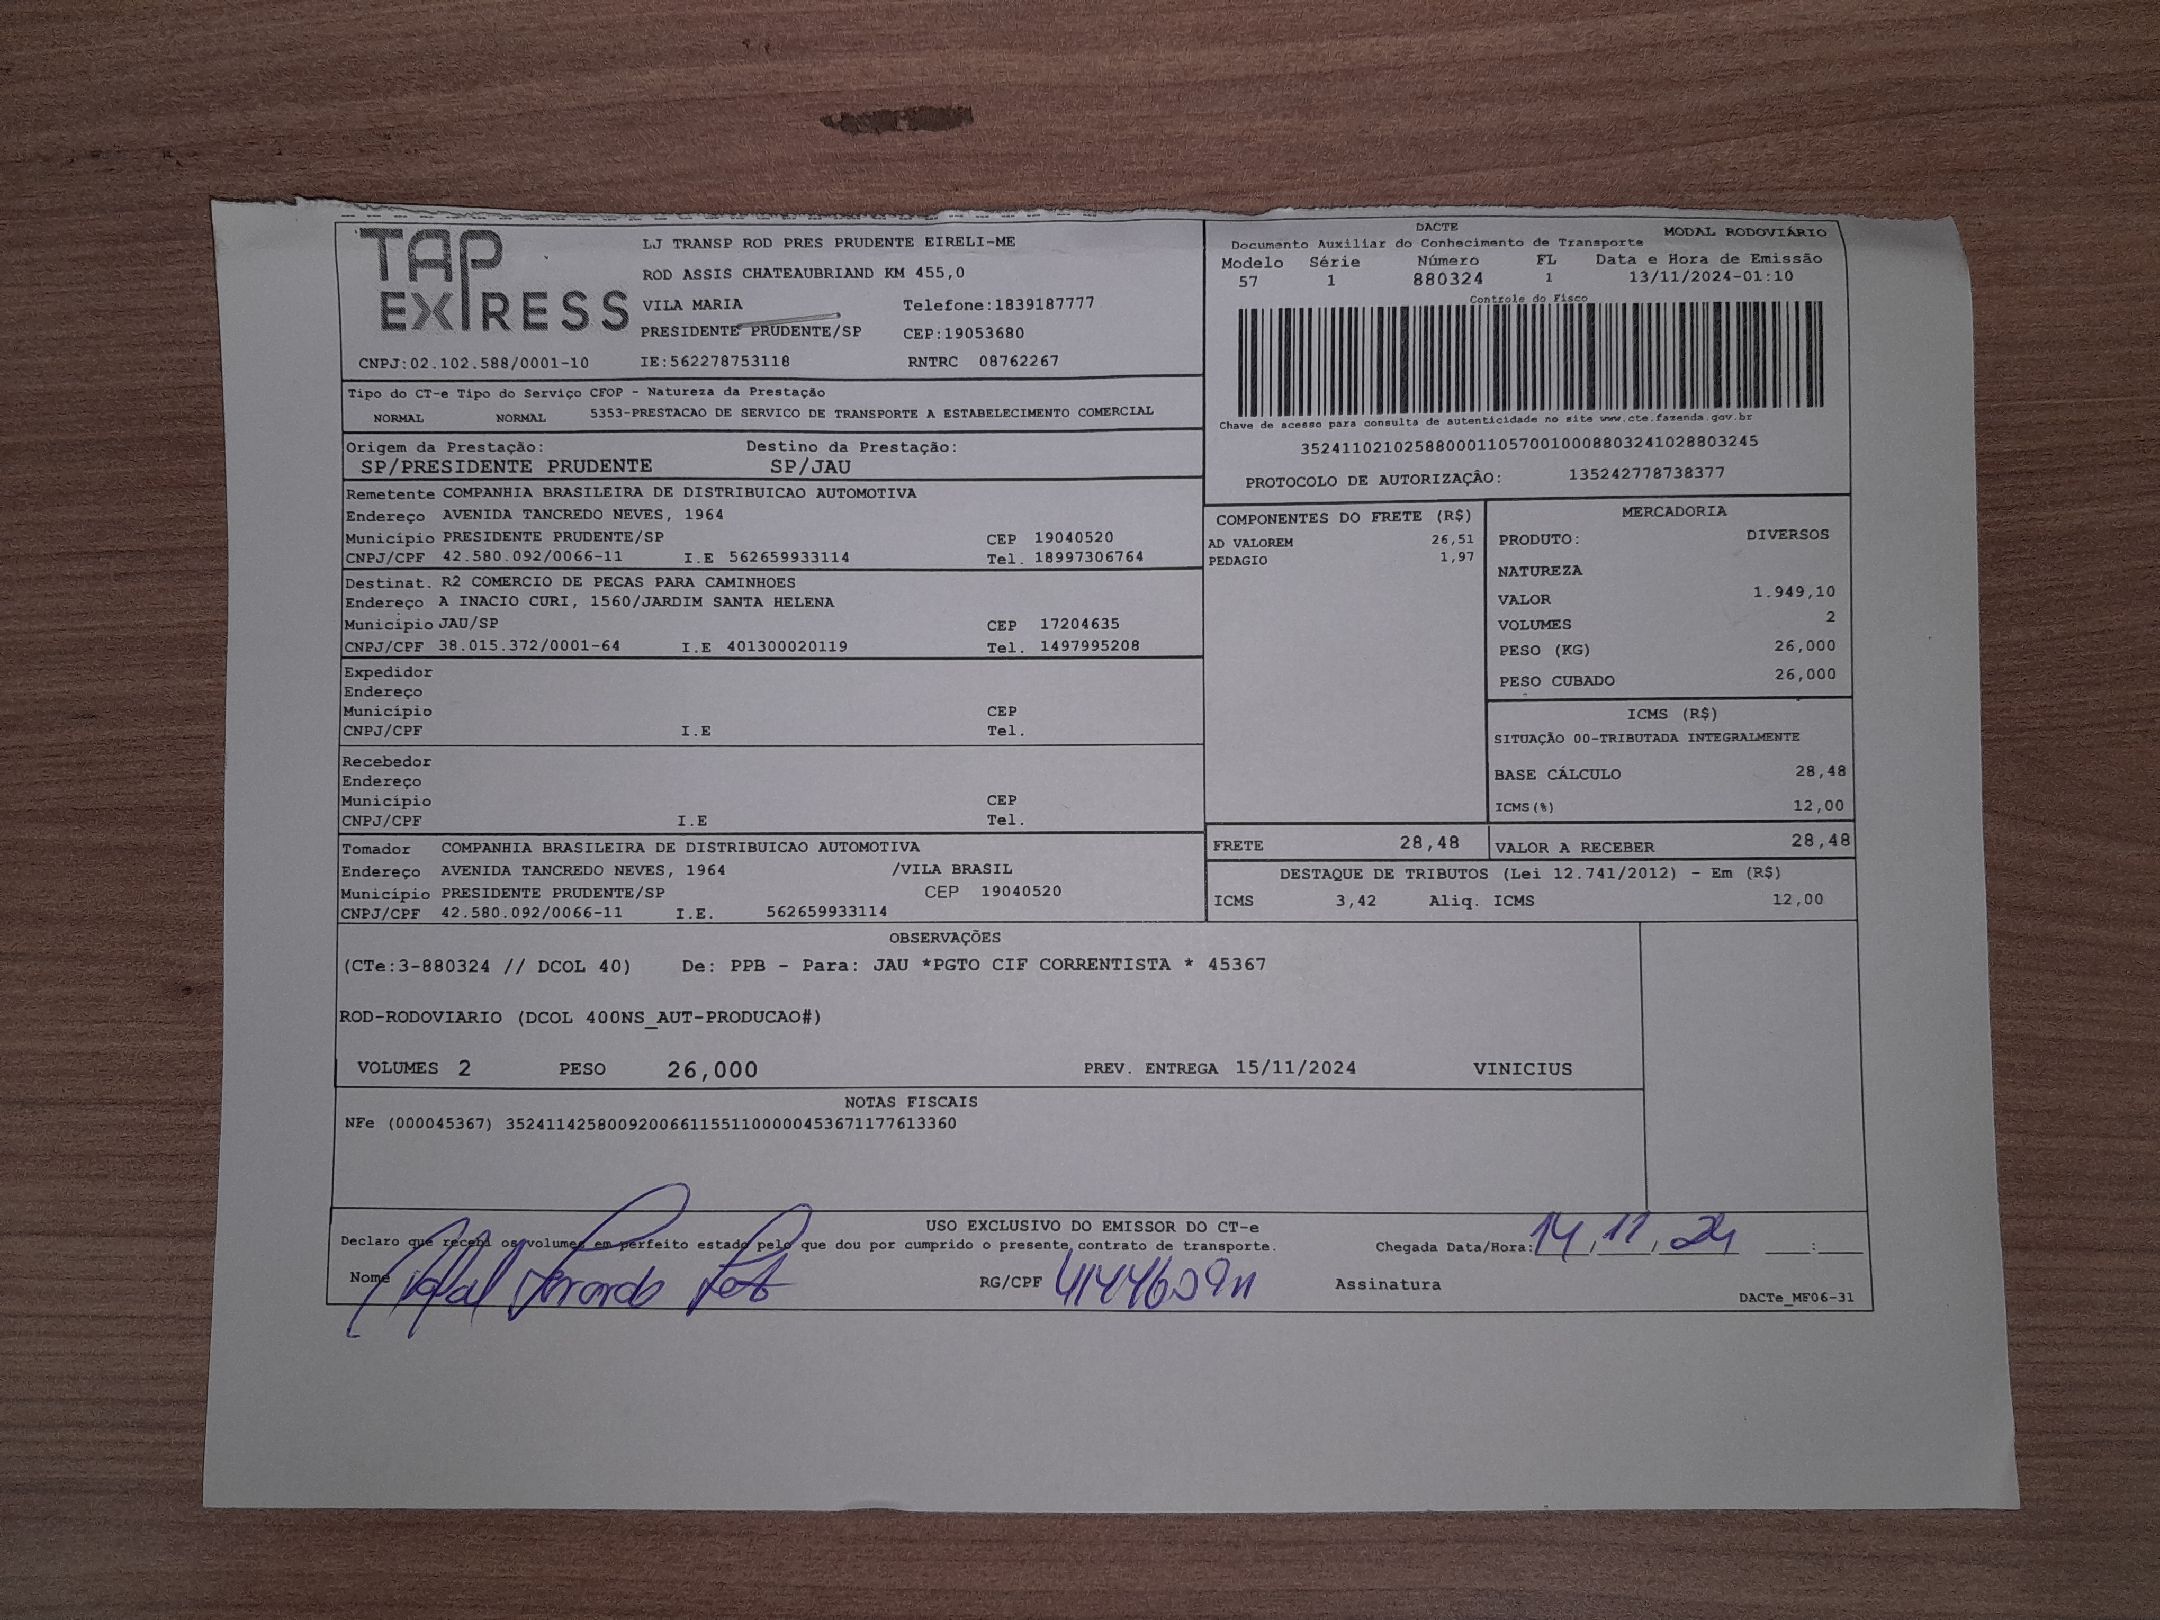 TAP EXPRESS
LJ TRANSP ROD PRES PRUDENTE EIRELI-ME
ROD ASSIS CHATEAUBRIAND KM 455,0
VILA MARIA Telefone:1839187777
PRESIDENTE PRUDENTE/SP CEP:19053680
CNPJ:02.102.588/0001-10 IE:562278753118 RNTRC 08762267
DACTE MODAL RODOVIÁRIO
Documento Auxiliar do Conhecimento de Transporte
Modelo Série Número FL Data e Hora de Emissão
57 1 880324 1 13/11/2024-01:10
Controle do Fisco
Chave de acesso para consulta de autenticidade no site www.cte.fazenda.gov.br
35241102102588000110570010008803241028803245
PROTOCOLO DE AUTORIZAÇÃO: 135242778738377
Tipo do CT-e Tipo do Serviço CFOP - Natureza da Prestação
NORMAL NORMAL 5353-PRESTACAO DE SERVICO DE TRANSPORTE A ESTABELECIMENTO COMERCIAL
Origem da Prestação: Destino da Prestação:
SP/PRESIDENTE PRUDENTE SP/JAU
Remetente COMPANHIA BRASILEIRA DE DISTRIBUICAO AUTOMOTIVA
Endereço AVENIDA TANCREDO NEVES, 1964
Município PRESIDENTE PRUDENTE/SP CEP 19040520
CNPJ/CPF 42.580.092/0066-11 I.E 562659933114 Tel. 18997306764
Destinat. R2 COMERCIO DE PECAS PARA CAMINHOES
Endereço A INACIO CURI, 1560/JARDIM SANTA HELENA
Município JAU/SP CEP 17204635
CNPJ/CPF 38.015.372/0001-64 I.E 401300020119 Tel. 1497995208
Expedidor
Endereço
Município CEP
CNPJ/CPF I.E Tel.
Recebedor
Endereço
Município CEP
CNPJ/CPF I.E Tel.
Tomador COMPANHIA BRASILEIRA DE DISTRIBUICAO AUTOMOTIVA
Endereço AVENIDA TANCREDO NEVES, 1964 /VILA BRASIL
Município PRESIDENTE PRUDENTE/SP CEP 19040520
CNPJ/CPF 42.580.092/0066-11 I.E. 562659933114
COMPONENTES DO FRETE (R$)
AD VALOREM 26,51
PEDAGIO 1,97
MERCADORIA
PRODUTO: DIVERSOS
NATUREZA
VALOR 1.949,10
VOLUMES 2
PESO (KG) 26,000
PESO CUBADO 26,000
ICMS (R$)
SITUAÇÃO 00-TRIBUTADA INTEGRALMENTE
BASE CÁLCULO 28,48
ICMS(%) 12,00
FRETE 28,48 VALOR A RECEBER 28,48
DESTAQUE DE TRIBUTOS (Lei 12.741/2012) - Em (R$)
ICMS 3,42 Aliq. ICMS 12,00
OBSERVAÇÕES
(CTe:3-880324 // DCOL 40) De: PPB - Para: JAU *PGTO CIF CORRENTISTA * 45367
ROD-RODOVIARIO (DCOL 400NS_AUT-PRODUCAO#)
VOLUMES 2 PESO 26,000 PREV. ENTREGA 15/11/2024 VINICIUS
NOTAS FISCAIS
NFe (000045367) 35241142580092006611551100000453671177613360
USO EXCLUSIVO DO EMISSOR DO CT-e
Declaro que recebi os volumes em perfeito estado pelo que dou por cumprido o presente contrato de transporte. Chegada Data/Hora: 14,11,24 :
Nome RG/CPF Assinatura
DACTe_MF06-31